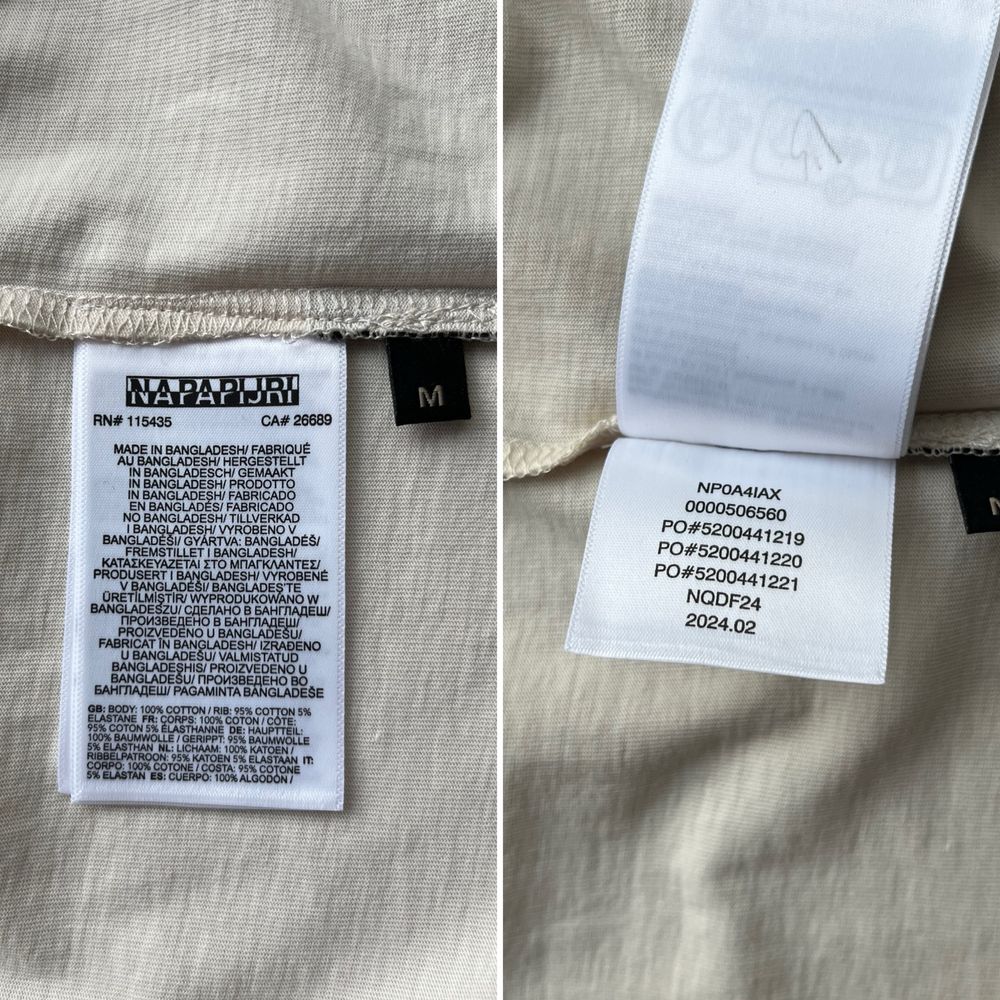 NAPAPIJRI
RN# 115435 CA# 26689
M
MADE IN BANGLADESH/ FABRIQUÉ
AU BANGLADESH/ HERGESTELLT
IN BANGLADESCH/ GEMAAKT
IN BANGLADESH/ PRODOTTO
IN BANGLADESH/ FABRICADO
EN BANGLADÉS/ FABRICADO
NO BANGLADESH/ TILLVERKAD
I BANGLADESH/ VYROBENO V
BANGLADÉŠI/ GYÁRTVA: BANGLADÉS/
FREMSTILLET I BANGLADESH/
ΚΑΤΑΣΚΕΥΑΖΕΤΑΙ ΣΤΟ ΜΠΑΓΚΛΑΝΤΕΣ/
PRODUSERT I BANGLADESH/ VYROBENÉ
V BANGLADÉŠI/ BANGLADEŞ'TE
ÜRETİLMİŞTİR/ WYPRODUKOWANO W
BANGLADESZU/ СДЕЛАНО В БАНГЛАДЕШ/
ПРОИЗВЕДЕНО В БАНГЛАДЕШ/
PROIZVEDENO U BANGLADEŠU/
FABRICAT ÎN BANGLADESH/ IZRAĐENO
U BANGLADEŠU/ VALMISTATUD
BANGLADESHIS/ PROIZVEDENO U
BANGLADEŠU/ ПРОИЗВЕДЕНО ВО
БАНГЛАДЕШ/ PAGAMINTA BANGLADEŠE
GB: BODY: 100% COTTON / RIB: 95% COTTON 5%
ELASTANE FR: CORPS: 100% COTON / CÔTE:
95% COTON 5% ÉLASTHANNE DE: HAUPTTEIL:
100% BAUMWOLLE / GERIPPT: 95% BAUMWOLLE
5% ELASTHAN NL: LICHAAM: 100% KATOEN /
RIBBELPATROON: 95% KATOEN 5% ELASTAAN IT:
CORPO: 100% COTONE / COSTA: 95% COTONE
5% ELASTAN ES: CUERPO: 100% ALGODÓN /
NP0A4IAX
0000506560
PO#5200441219
PO#5200441220
PO#5200441221
NQDF24
2024.02